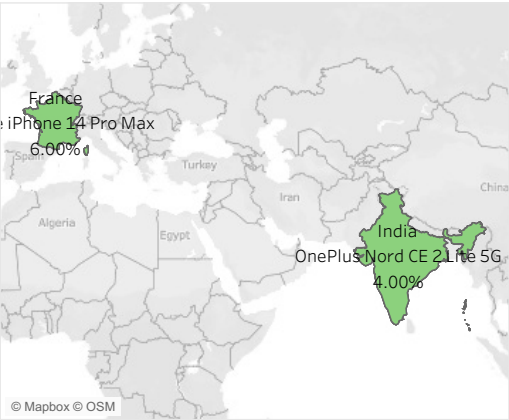 France
e iPhone 14 Pro Max
6.00%
Spain
Turkey
Iran
China
Algeria
Egypt
India
OnePlus Nord CE 2 Lite 5G
4.00%
© Mapbox © OSM